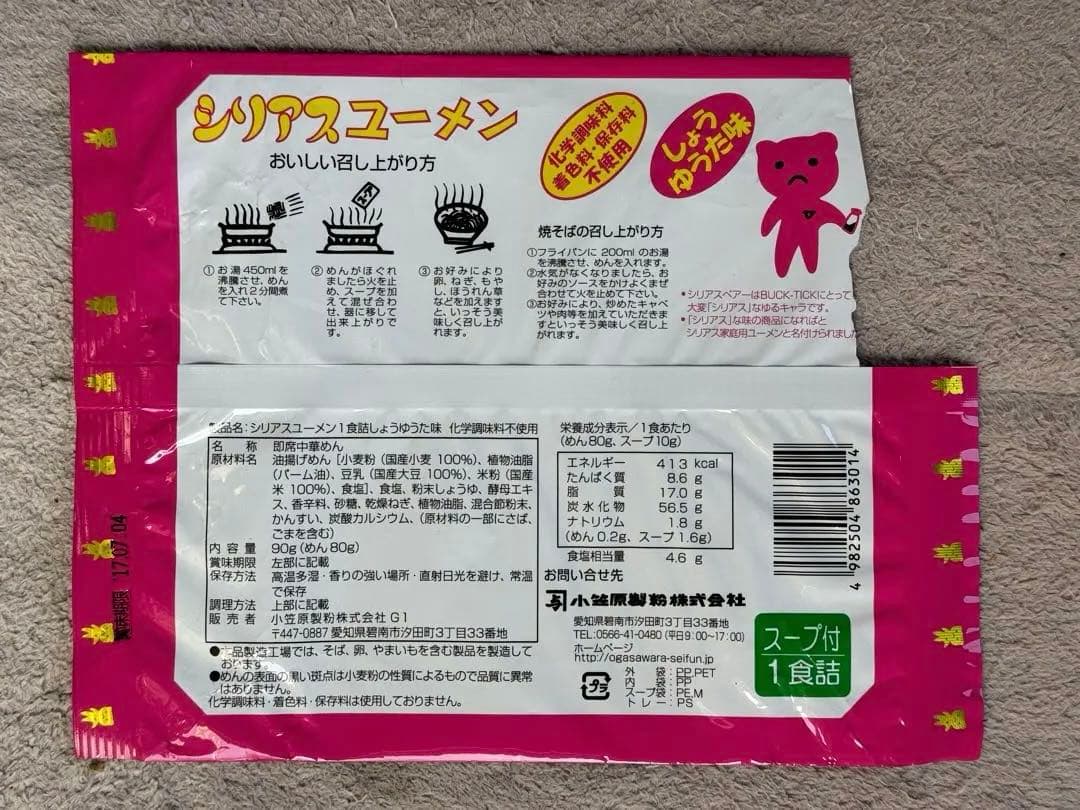 シリアスユーメン
おいしい召し上がり方
化学調味料
着色料・保存料
不使用
しょう
ゆうた味
スープ
①お湯450mlを
沸騰させ、めん
を入れ2分間煮
て下さい。
②めんがほぐれ
ましたら火を止
め、スープを加
えて混ぜ合わ
せ、器に移して
出来上がりで
す。
③お好みにより
卵、ねぎ、もや
し、ほうれん草
などを加えます
と、いっそう美
味しく召し上が
れます。
焼そばの召し上がり方
①フライパンに 200mlのお湯
を沸騰させ、めんを入れます。
②水気がなくなりましたら、お
好みのソースをかけよくまぜ
合わせて火を止めて下さい。
③お好みにより、炒めたキャベ
ツや肉等を加えていただきま
すといっそう美味しく召し上
がれます。
*シリアスベアーはBUCK-TICKにとって
大変「シリアス」なゆるキャラです。
*「シリアス」な味の商品になればと
シリアス家庭用ユーメンと名付けられまし
製品名:シリアスユーメン1食詰しょうゆうた味 化学調味料不使用
名 称 即席中華めん
原材料名 油揚げめん [小麦粉(国産小麦 100%)、植物油脂
(パーム油)、豆乳(国産大豆 100%)、米粉(国産
米 100%)、食塩]、食塩、粉末しょうゆ、酵母エキ
ス、香辛料、砂糖、乾燥ねぎ、植物油脂、混合節粉末、
かんすい、炭酸カルシウム、(原材料の一部にさば、
ごまを含む)
内容量 90g(めん80g)
賞味期限 左部に記載
保存方法 高温多湿・香りの強い場所・直射日光を避け、常温
で保存
調理方法 上部に記載
販売者 小笠原製粉株式会社 G1
〒447-0887 愛知県碧南市汐田町3丁目33番地
●本品製造工場では、そば、卵、やまいもを含む製品を製造して
おります。
●めんの表面の黒い斑点は小麦粉の性質によるもので品質に異常
はありません。
化学調味料・着色料・保存料は使用しておりません。
賞味期限 '17.07.04
栄養成分表示/1食あたり
(めん80g、スープ10g)
エネルギー 413 kcal
たんぱく質 8.6 g
脂 質 17.0 g
炭水化物 56.5 g
ナトリウム 1.8 g
(めん 0.2g、スープ 1.6g)
食塩相当量 4.6 g
お問い合せ先
小笠原製粉株式会社
愛知県碧南市汐田町3丁目33番地
TEL:0566-41-0480 (平日9:00~17:00)
ホームページ
http://ogasawara-seifun.jp
プラ
外 袋:PP,PET
内 袋:PP
スープ袋:PE,M
トレー:PS
4 982504 863014
スープ付
1食詰